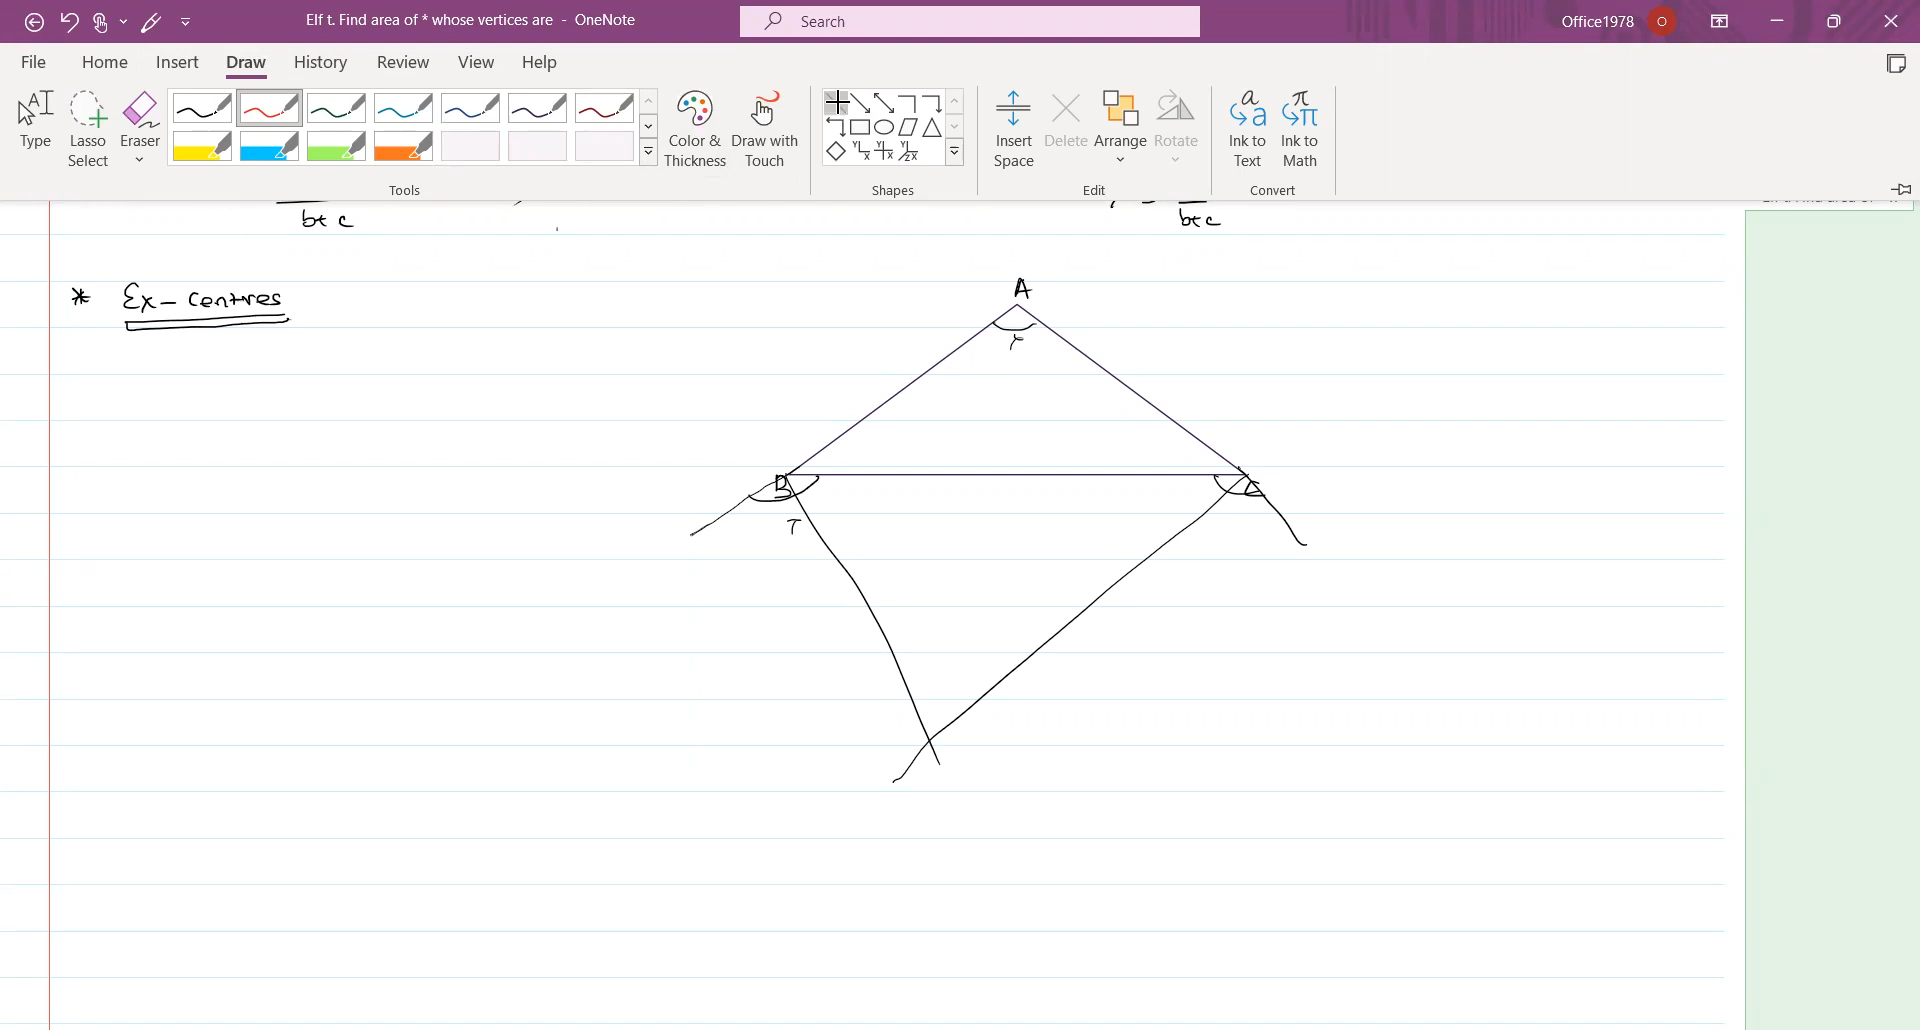 Elf t. Find area of * whose vertices are - OneNote
Search
Office1978
O
File Home Insert Draw History Review View Help
Type
Lasso Select
Eraser
Color & Thickness
Draw with Touch
Insert Space
Delete
Arrange
Rotate
Ink to Text
Ink to Math
Tools
Shapes
Edit
Convert
b+c
b+c
* Ex-centres
A
B
C